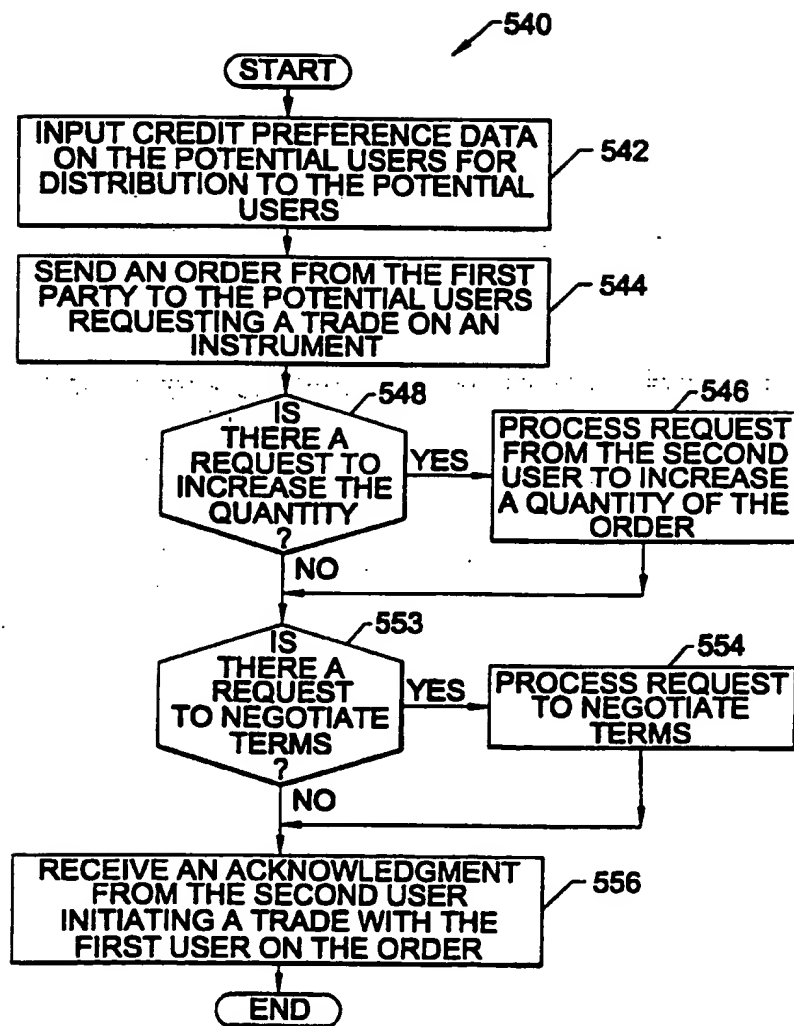 540
START
INPUT CREDIT PREFERENCE DATA
ON THE POTENTIAL USERS FOR
DISTRIBUTION TO THE POTENTIAL
USERS
542
SEND AN ORDER FROM THE FIRST
PARTY TO THE POTENTIAL USERS
REQUESTING A TRADE ON AN
INSTRUMENT
544
548
IS
THERE A
REQUEST TO
INCREASE THE
QUANTITY
?
YES
NO
546
PROCESS REQUEST
FROM THE SECOND
USER TO INCREASE
A QUANTITY OF THE
ORDER
553
IS
THERE A
REQUEST
TO NEGOTIATE
TERMS
?
YES
NO
554
PROCESS REQUEST
TO NEGOTIATE
TERMS
RECEIVE AN ACKNOWLEDGMENT
FROM THE SECOND USER
INITIATING A TRADE WITH THE
FIRST USER ON THE ORDER
556
END